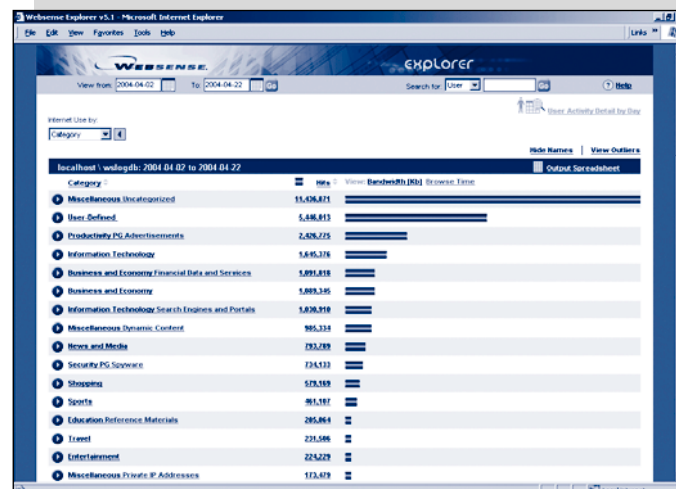 Websense Explorer v5.1 - Microsoft Internet Explorer
File Edit View Favorites Tools Help Links »
WEBSENSE. explorer
View from: 2004-04-02 To: 2004-04-22 Go Search for: User Go ? Help
User Activity Detail by Day
Internet Use by:
Category
Hide Names | View Outliers
localhost \ wslogdb: 2004-04-02 to 2004-04-22 Output Spreadsheet
Category Hits View: Bandwidth [Kb] Browse Time
Miscellaneous Uncategorized 11,436,871
User-Defined 5,446,013
Productivity PG Advertisements 2,426,775
Information Technology 1,645,376
Business and Economy Financial Data and Services 1,091,818
Business and Economy 1,089,345
Information Technology Search Engines and Portals 1,030,910
Miscellaneous Dynamic Content 985,334
News and Media 793,789
Security PG Spyware 734,133
Shopping 579,169
Sports 461,107
Education Reference Materials
Travel 231,506
Entertainment 224,229
Miscellaneous Private IP Addresses 173,479